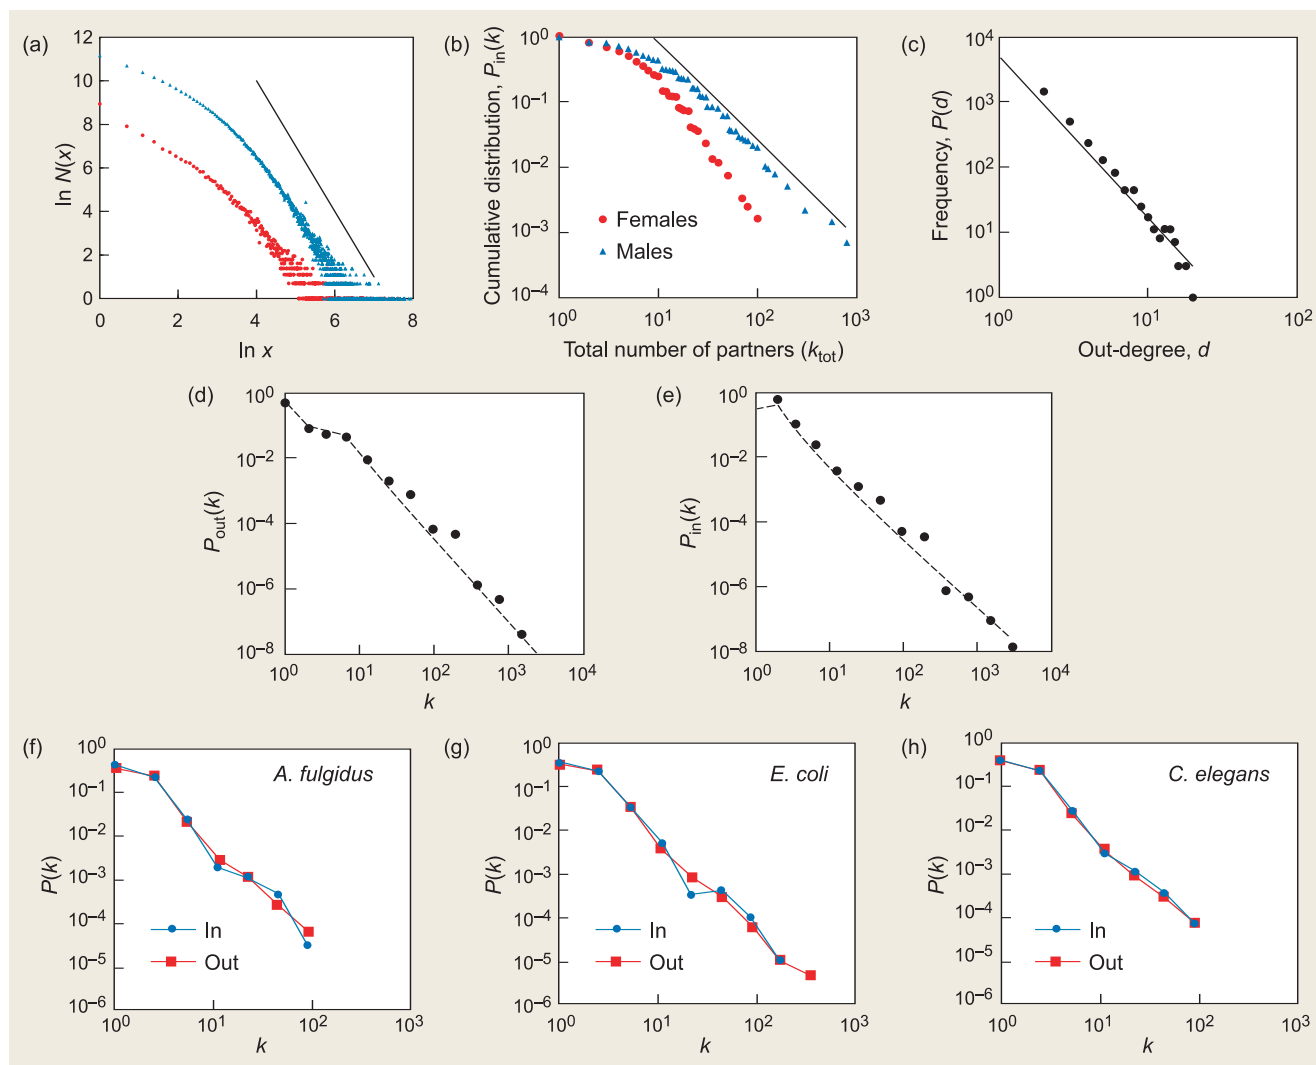 (a)
ln N(x)
12
10
8
6
4
2
0
0 2 4 6 8
ln x
(b)
Cumulative distribution, P_in(k)
10^0
10^–1
10^–2
10^–3
10^–4
Females
Males
10^0 10^1 10^2 10^3
Total number of partners (k_tot)
(c)
Frequency, P(d)
10^4
10^3
10^2
10^1
10^0
10^0 10^1 10^2
Out-degree, d
(d)
P_out(k)
10^0
10^–2
10^–4
10^–6
10^–8
10^0 10^1 10^2 10^3 10^4
k
(e)
P_in(k)
10^0
10^–2
10^–4
10^–6
10^–8
10^0 10^1 10^2 10^3 10^4
k
(f)
A. fulgidus
P(k)
10^0
10^–1
10^–2
10^–3
10^–4
10^–5
10^–6
In
Out
10^0 10^1 10^2 10^3
k
(g)
E. coli
P(k)
10^0
10^–1
10^–2
10^–3
10^–4
10^–5
10^–6
In
Out
10^0 10^1 10^2 10^3
k
(h)
C. elegans
P(k)
10^0
10^–1
10^–2
10^–3
10^–4
10^–5
10^–6
In
Out
10^0 10^1 10^2 10^3
k